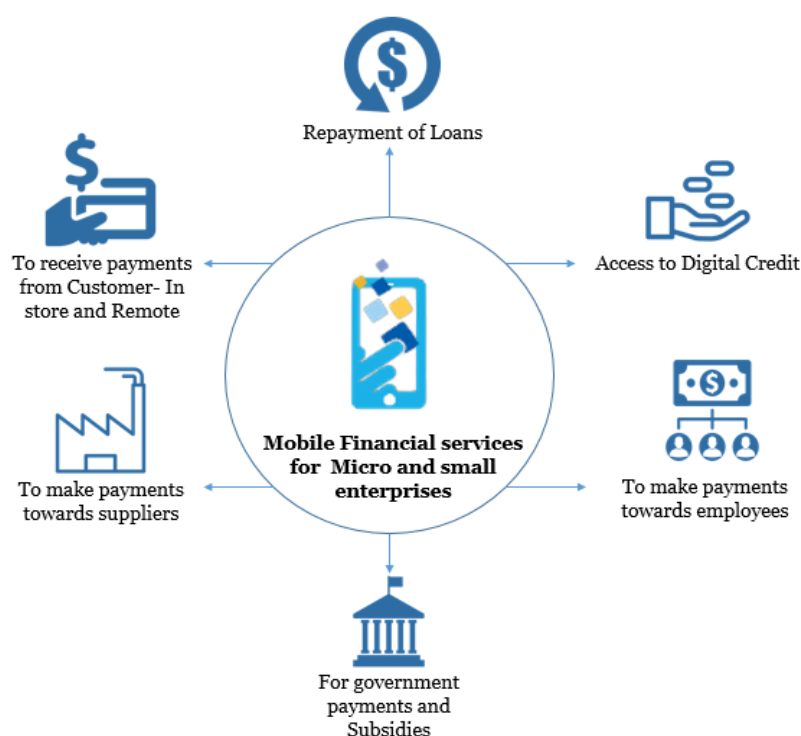 Repayment of Loans
To receive payments
from Customer- In
store and Remote
Access to Digital Credit
Mobile Financial services
for Micro and small
enterprises
To make payments
towards suppliers
To make payments
towards employees
For government
payments and
Subsidies